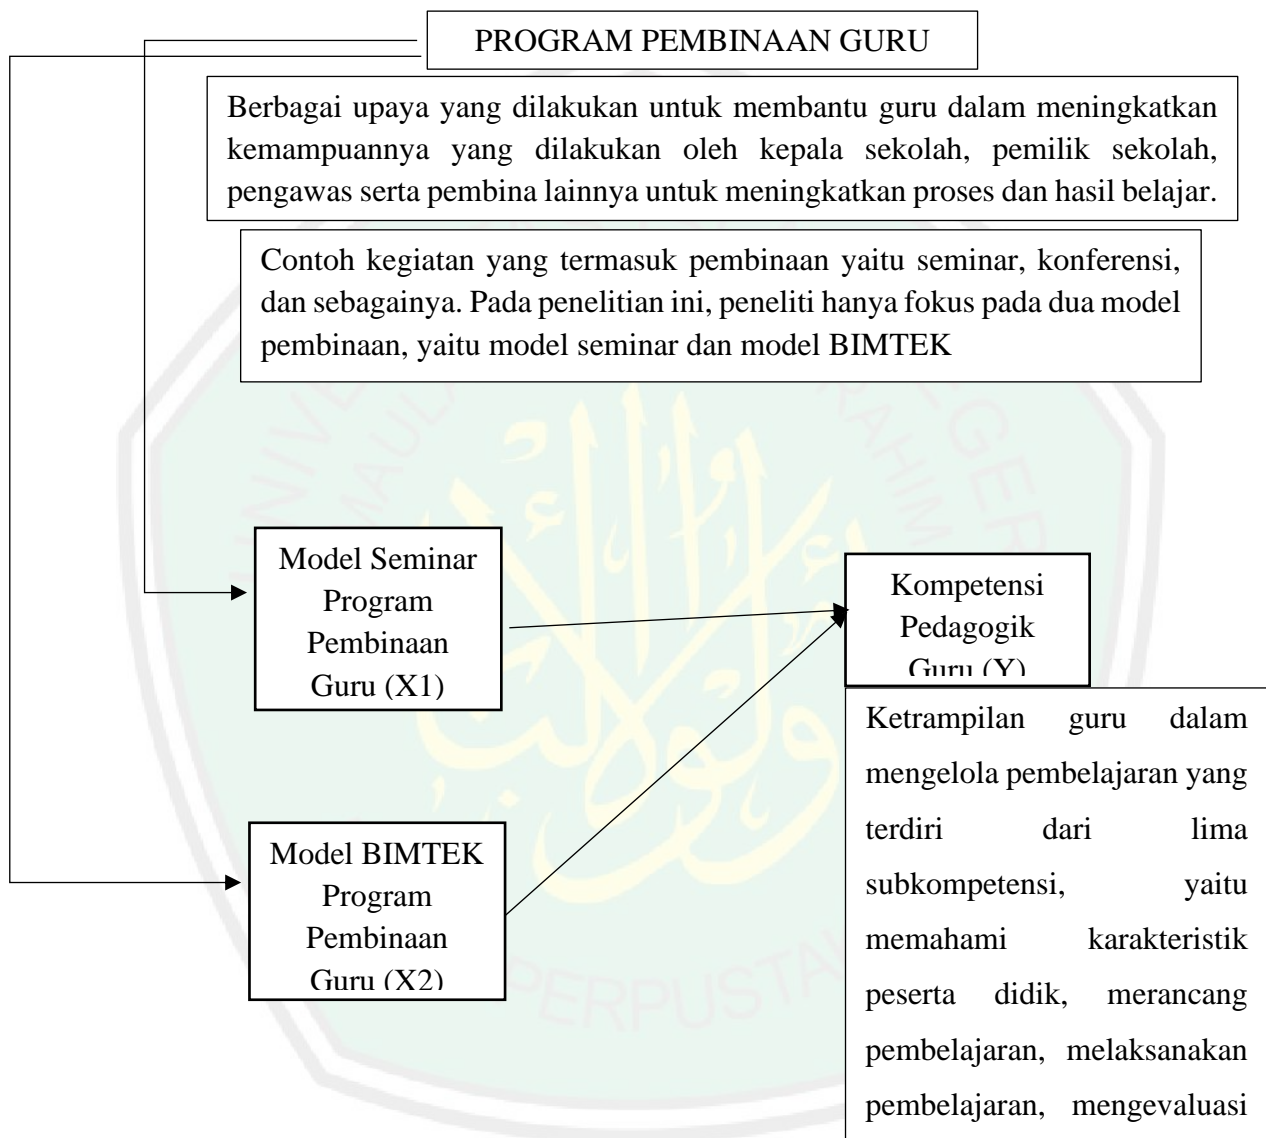 PROGRAM PEMBINAAN GURU
Berbagai upaya yang dilakukan untuk membantu guru dalam meningkatkan
kemampuannya yang dilakukan oleh kepala sekolah, pemilik sekolah,
pengawas serta pembina lainnya untuk meningkatkan proses dan hasil belajar.
Contoh kegiatan yang termasuk pembinaan yaitu seminar, konferensi,
dan sebagainya. Pada penelitian ini, peneliti hanya fokus pada dua model
pembinaan, yaitu model seminar dan model BIMTEK
Model Seminar
Program
Pembinaan
Guru (X1)
Kompetensi
Pedagogik
Guru (Y)
Model BIMTEK
Program
Pembinaan
Guru (X2)
Ketrampilan guru dalam
mengelola pembelajaran yang
terdiri dari lima
subkompetensi, yaitu
memahami karakteristik
peserta didik, merancang
pembelajaran, melaksanakan
pembelajaran, mengevaluasi